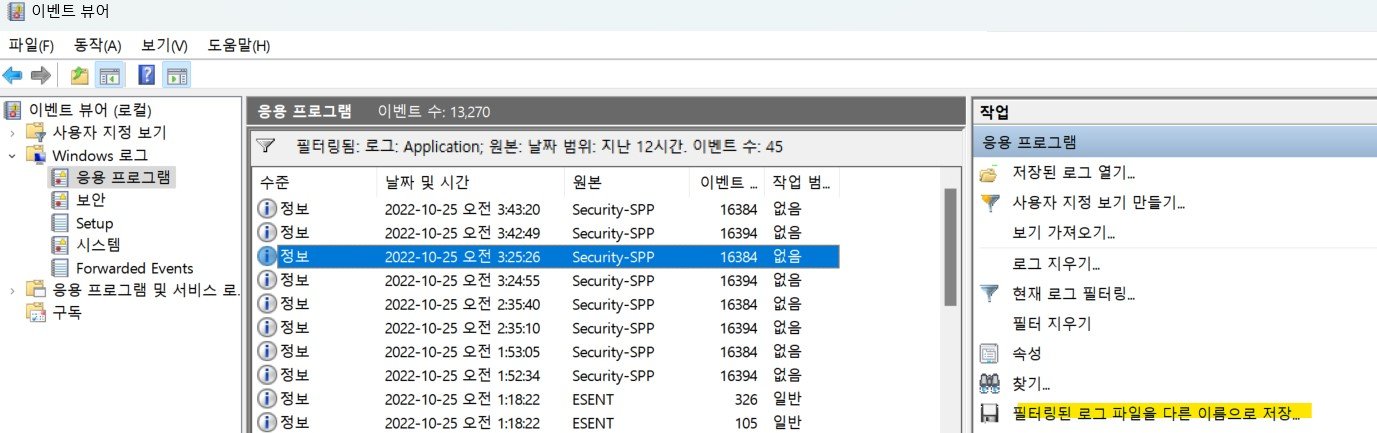 이벤트 뷰어
파일(F) 동작(A) 보기(V) 도움말(H)
이벤트 뷰어 (로컬)
사용자 지정 보기
Windows 로그
응용 프로그램
보안
Setup
시스템
Forwarded Events
응용 프로그램 및 서비스 로
구독
응용 프로그램 이벤트 수: 13,270
필터링됨: 로그: Application; 원본: 날짜 범위: 지난 12시간. 이벤트 수: 45
수준 날짜 및 시간 원본 이벤트 ... 작업 범...
정보 2022-10-25 오전 3:43:20 Security-SPP 16384 없음
정보 2022-10-25 오전 3:42:49 Security-SPP 16394 없음
정보 2022-10-25 오전 3:25:26 Security-SPP 16384 없음
정보 2022-10-25 오전 3:24:55 Security-SPP 16394 없음
정보 2022-10-25 오전 2:35:40 Security-SPP 16384 없음
정보 2022-10-25 오전 2:35:10 Security-SPP 16394 없음
정보 2022-10-25 오전 1:53:05 Security-SPP 16384 없음
정보 2022-10-25 오전 1:52:34 Security-SPP 16394 없음
정보 2022-10-25 오전 1:18:22 ESENT 326 일반
정보 2022-10-25 오전 1:18:22 ESENT 105 일반
작업
응용 프로그램
저장된 로그 열기...
사용자 지정 보기 만들기...
보기 가져오기...
로그 지우기...
현재 로그 필터링...
필터 지우기
속성
찾기...
필터링된 로그 파일을 다른 이름으로 저장...